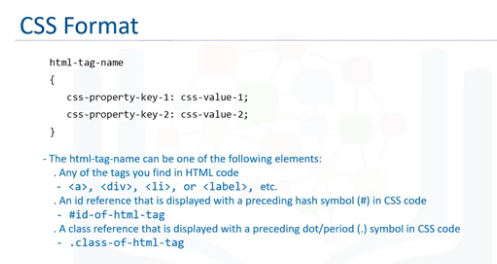 CSS Format
html-tag-name
{
css-property-key-1: css-value-1;
css-property-key-2: css-value-2;
}
- The html-tag-name can be one of the following elements:
. Any of the tags you find in HTML code
- <a>, <div>, <li>, or <label>, etc.
. An id reference that is displayed with a preceding hash symbol (#) in CSS code
- #id-of-html-tag
. A class reference that is displayed with a preceding dot/period (.) symbol in CSS code
- .class-of-html-tag